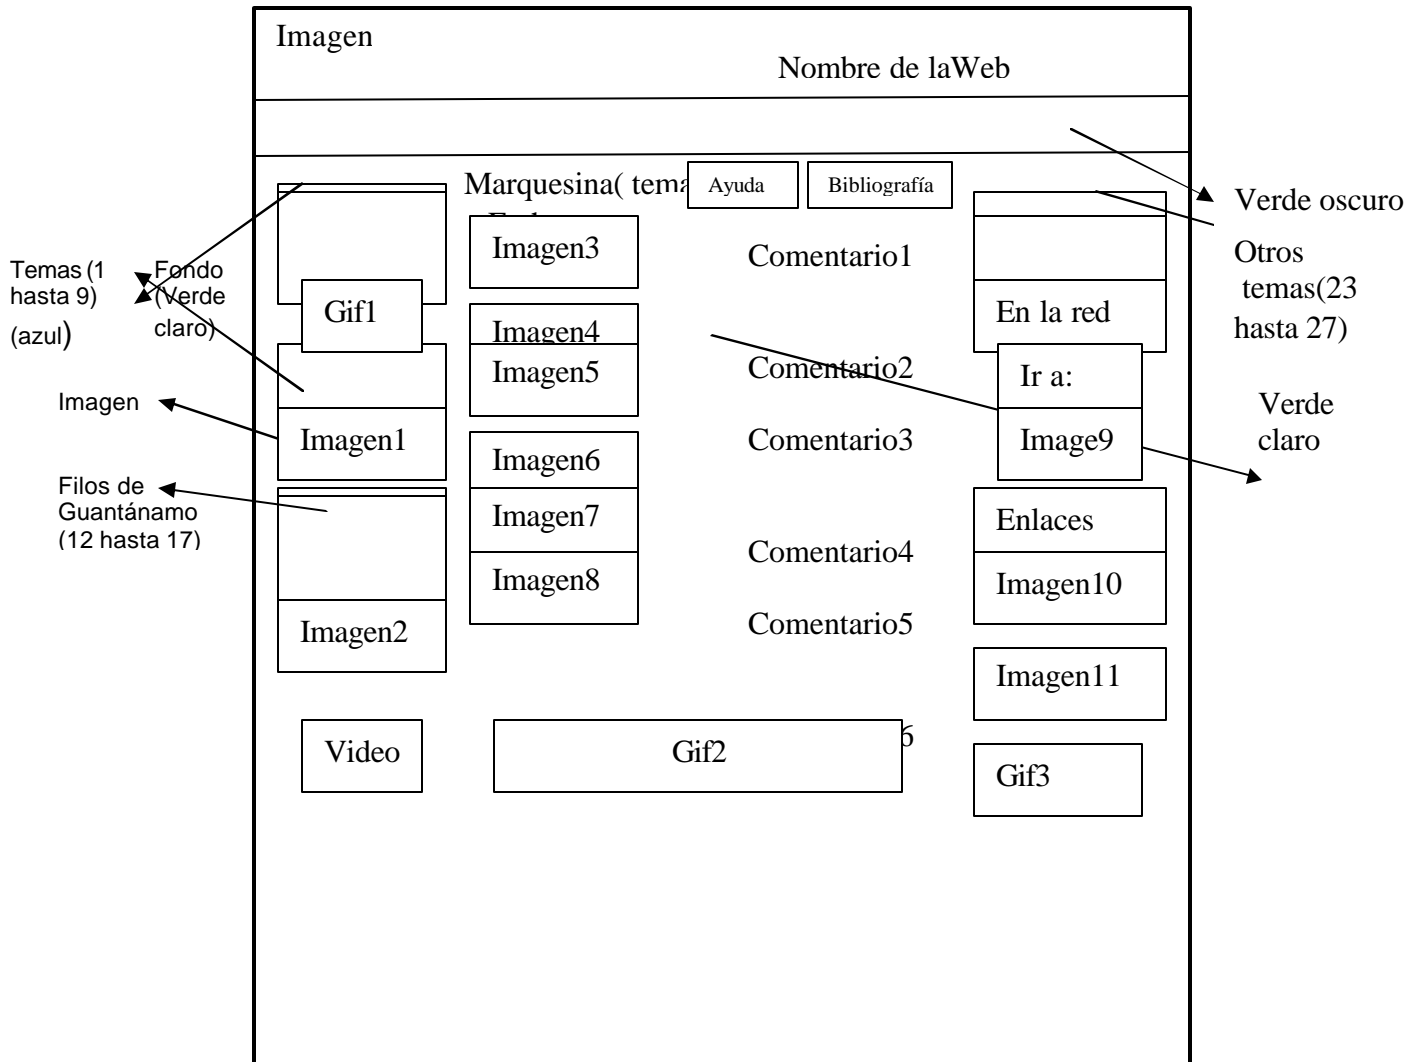 Imagen
Nombre de laWeb
Marquesina( tema
Ayuda
Bibliografía
Verde oscuro
Otros
temas(23
hasta 27)
Temas (1
hasta 9)
(azul)
Fondo
(Verde
claro)
Gif1
Imagen3
Comentario1
En la red
Imagen4
Imagen5
Comentario2
Ir a:
Imagen
Imagen1
Imagen6
Comentario3
Image9
Verde
claro
Filos de
Guantánamo
(12 hasta 17)
Imagen7
Enlaces
Imagen8
Comentario4
Imagen10
Imagen2
Comentario5
Imagen11
Video
Gif2
6
Gif3